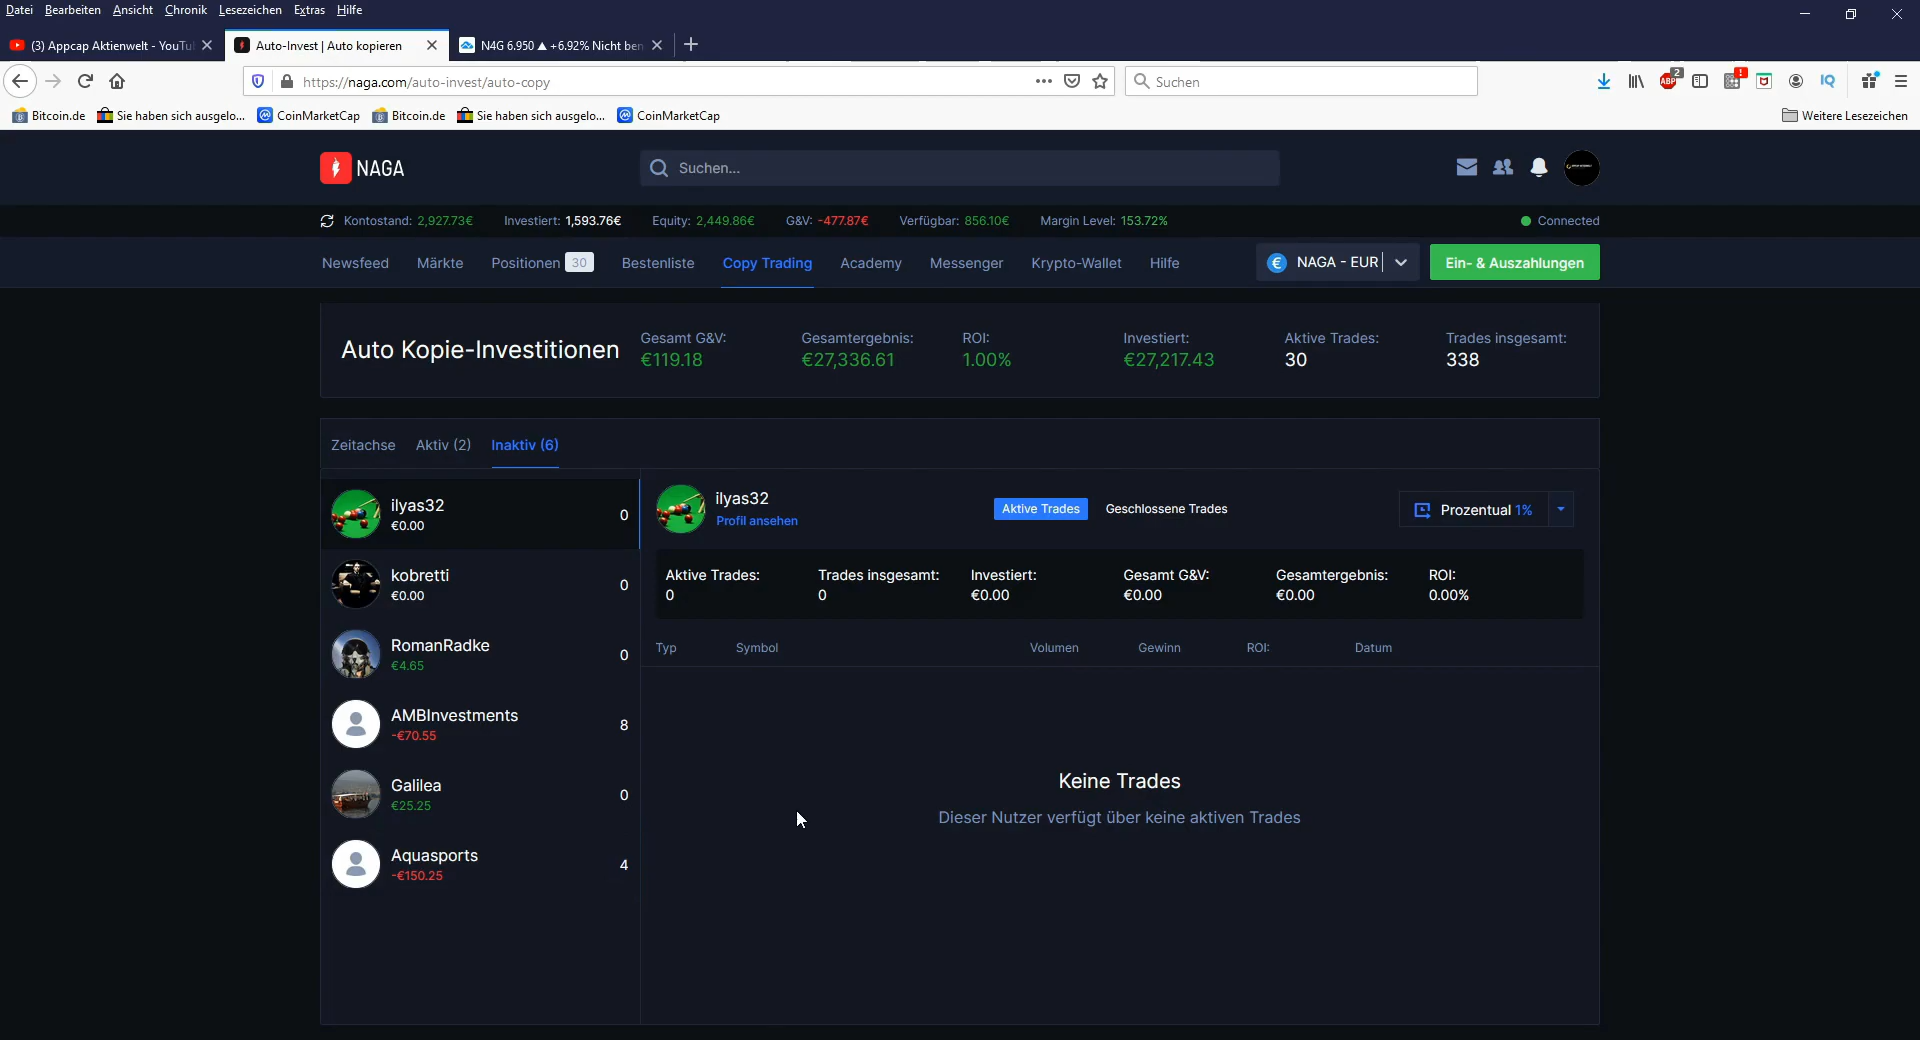 Datei Bearbeiten Ansicht Chronik Lesezeichen Extras Hilfe
(3) Appcap Aktienwelt - YouTu
Auto-Invest | Auto kopieren
N4G 6.950 ▲ +6.92% Nicht ben
https://naga.com/auto-invest/auto-copy
Suchen
ABP 2
1
IQ
Bitcoin.de Sie haben sich ausgelo... CoinMarketCap Bitcoin.de Sie haben sich ausgelo... CoinMarketCap Weitere Lesezeichen
NAGA
Suchen...
Kontostand: 2,927.73€ Investiert: 1,593.76€ Equity: 2,449.86€ G&V: -477.87€ Verfügbar: 856.10€ Margin Level: 153.72% Connected
Newsfeed Märkte Positionen 30 Bestenliste Copy Trading Academy Messenger Krypto-Wallet Hilfe € NAGA - EUR Ein- & Auszahlungen
Auto Kopie-Investitionen
Gesamt G&V: Gesamtergebnis: ROI: Investiert: Aktive Trades: Trades insgesamt:
€119.18 €27,336.61 1.00% €27,217.43 30 338
Zeitachse Aktiv (2) Inaktiv (6)
ilyas32
€0.00
0
kobretti
€0.00
0
RomanRadke
€4.65
0
AMBInvestments
-€70.55
8
Galilea
€25.25
0
Aquasports
-€150.25
4
ilyas32
Profil ansehen
Aktive Trades Geschlossene Trades
Prozentual 1%
Aktive Trades: Trades insgesamt: Investiert: Gesamt G&V: Gesamtergebnis: ROI:
0 0 €0.00 €0.00 €0.00 0.00%
Typ Symbol Volumen Gewinn ROI: Datum
Keine Trades
Dieser Nutzer verfügt über keine aktiven Trades